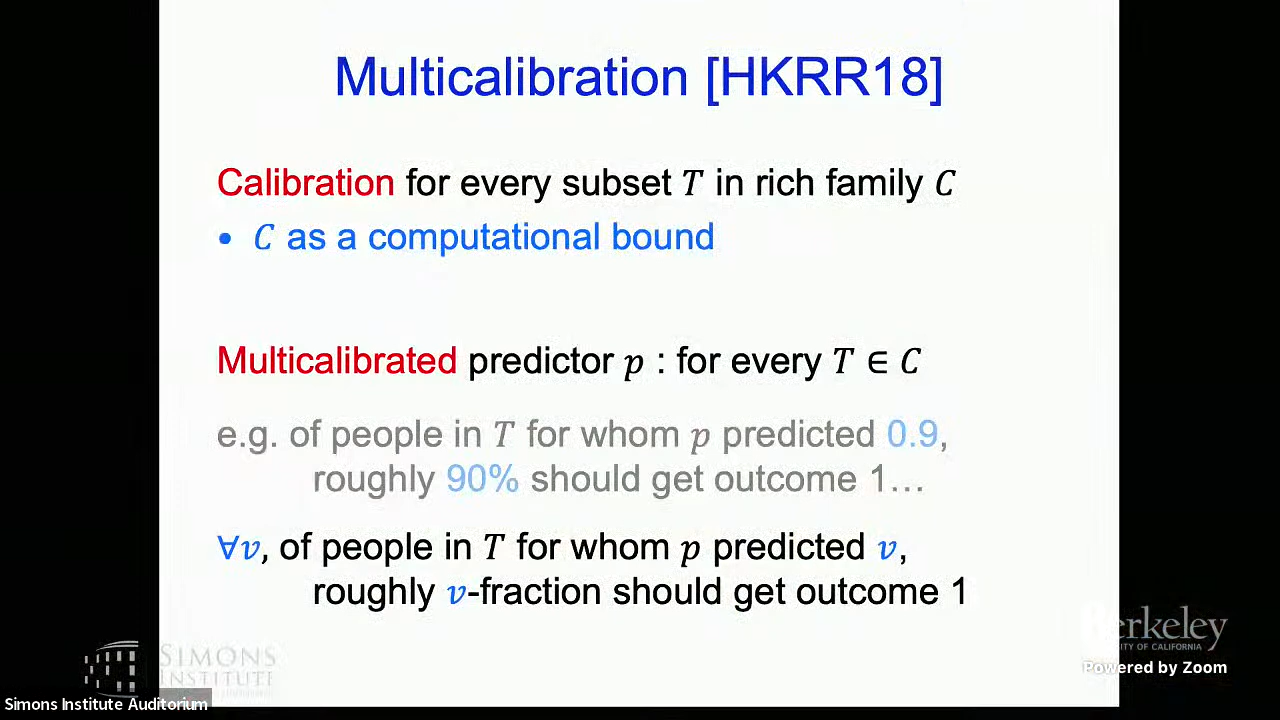 Multicalibration [HKRR18]
Calibration for every subset 𝑇 in rich family 𝐶
• 𝐶 as a computational bound
Multicalibrated predictor 𝑝 : for every 𝑇 ∈ 𝐶
e.g. of people in 𝑇 for whom 𝑝 predicted 0.9,
roughly 90% should get outcome 1…
∀𝑣, of people in 𝑇 for whom 𝑝 predicted 𝑣,
roughly 𝑣-fraction should get outcome 1
SIMONS
INSTITUTE
Berkeley
OF CALIFORNIA
Powered by Zoom
Simons Institute Auditorium